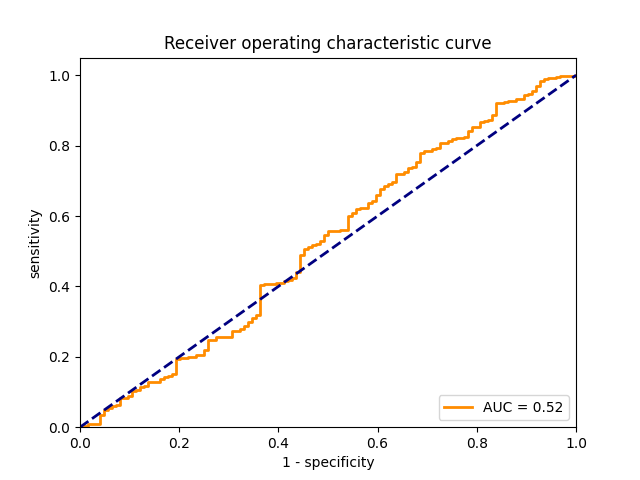 Receiver operating characteristic curve
1.0
0.8
0.6
0.4
0.2
0.0
sensitivity
AUC = 0.52
0.0 0.2 0.4 0.6 0.8 1.0
1 - specificity